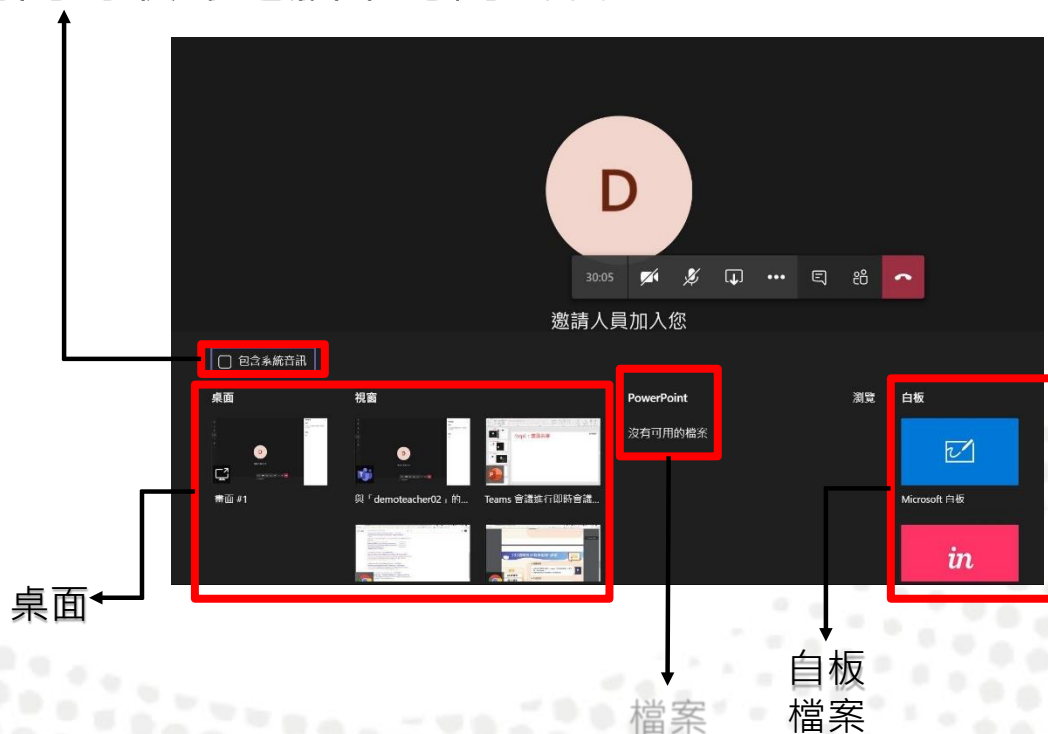 D
30:05
邀請人員加入您
包含系統音訊
桌面
視窗
PowerPoint
瀏覽
白板
沒有可用的檔案
畫面 #1
與「demoteacher02」的...
Teams 會議進行即時會議...
Microsoft 白板
in
桌面
白板
檔案
檔案